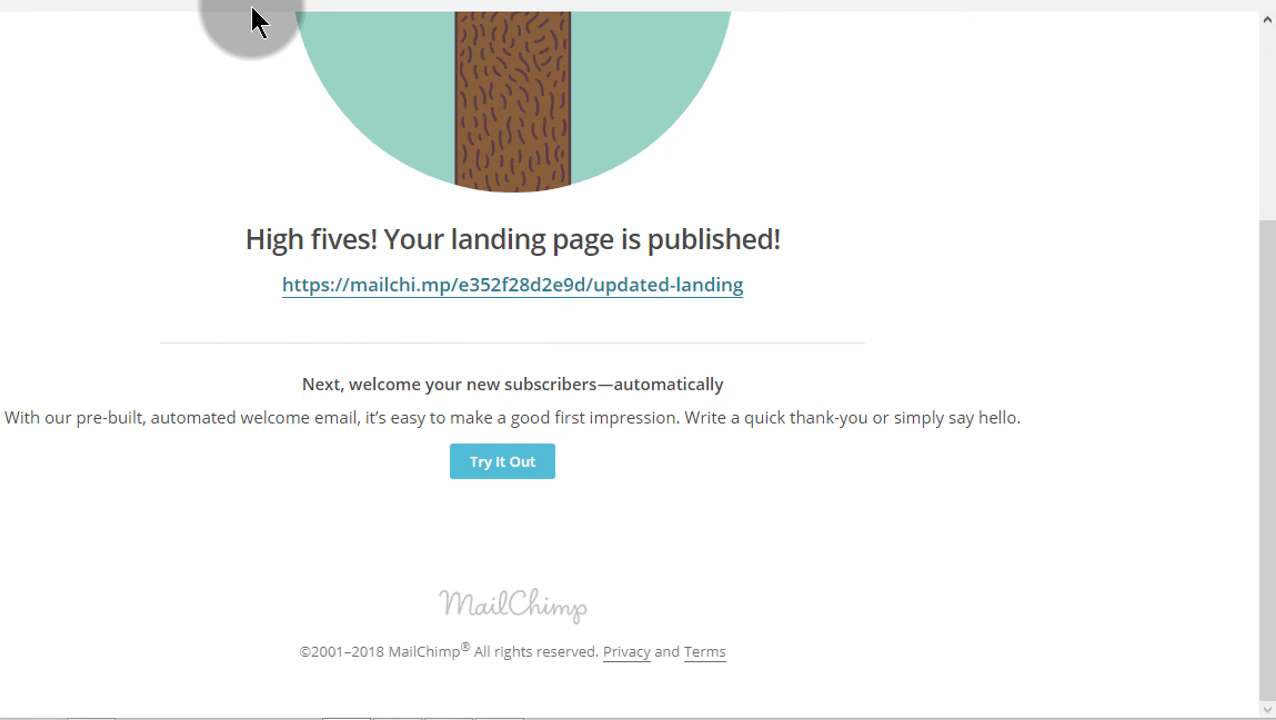 High fives! Your landing page is published!
https://mailchi.mp/e352f28d2e9d/updated-landing
Next, welcome your new subscribers—automatically
With our pre-built, automated welcome email, it’s easy to make a good first impression. Write a quick thank-you or simply say hello.
Try It Out
MailChimp
©2001–2018 MailChimp® All rights reserved. Privacy and Terms